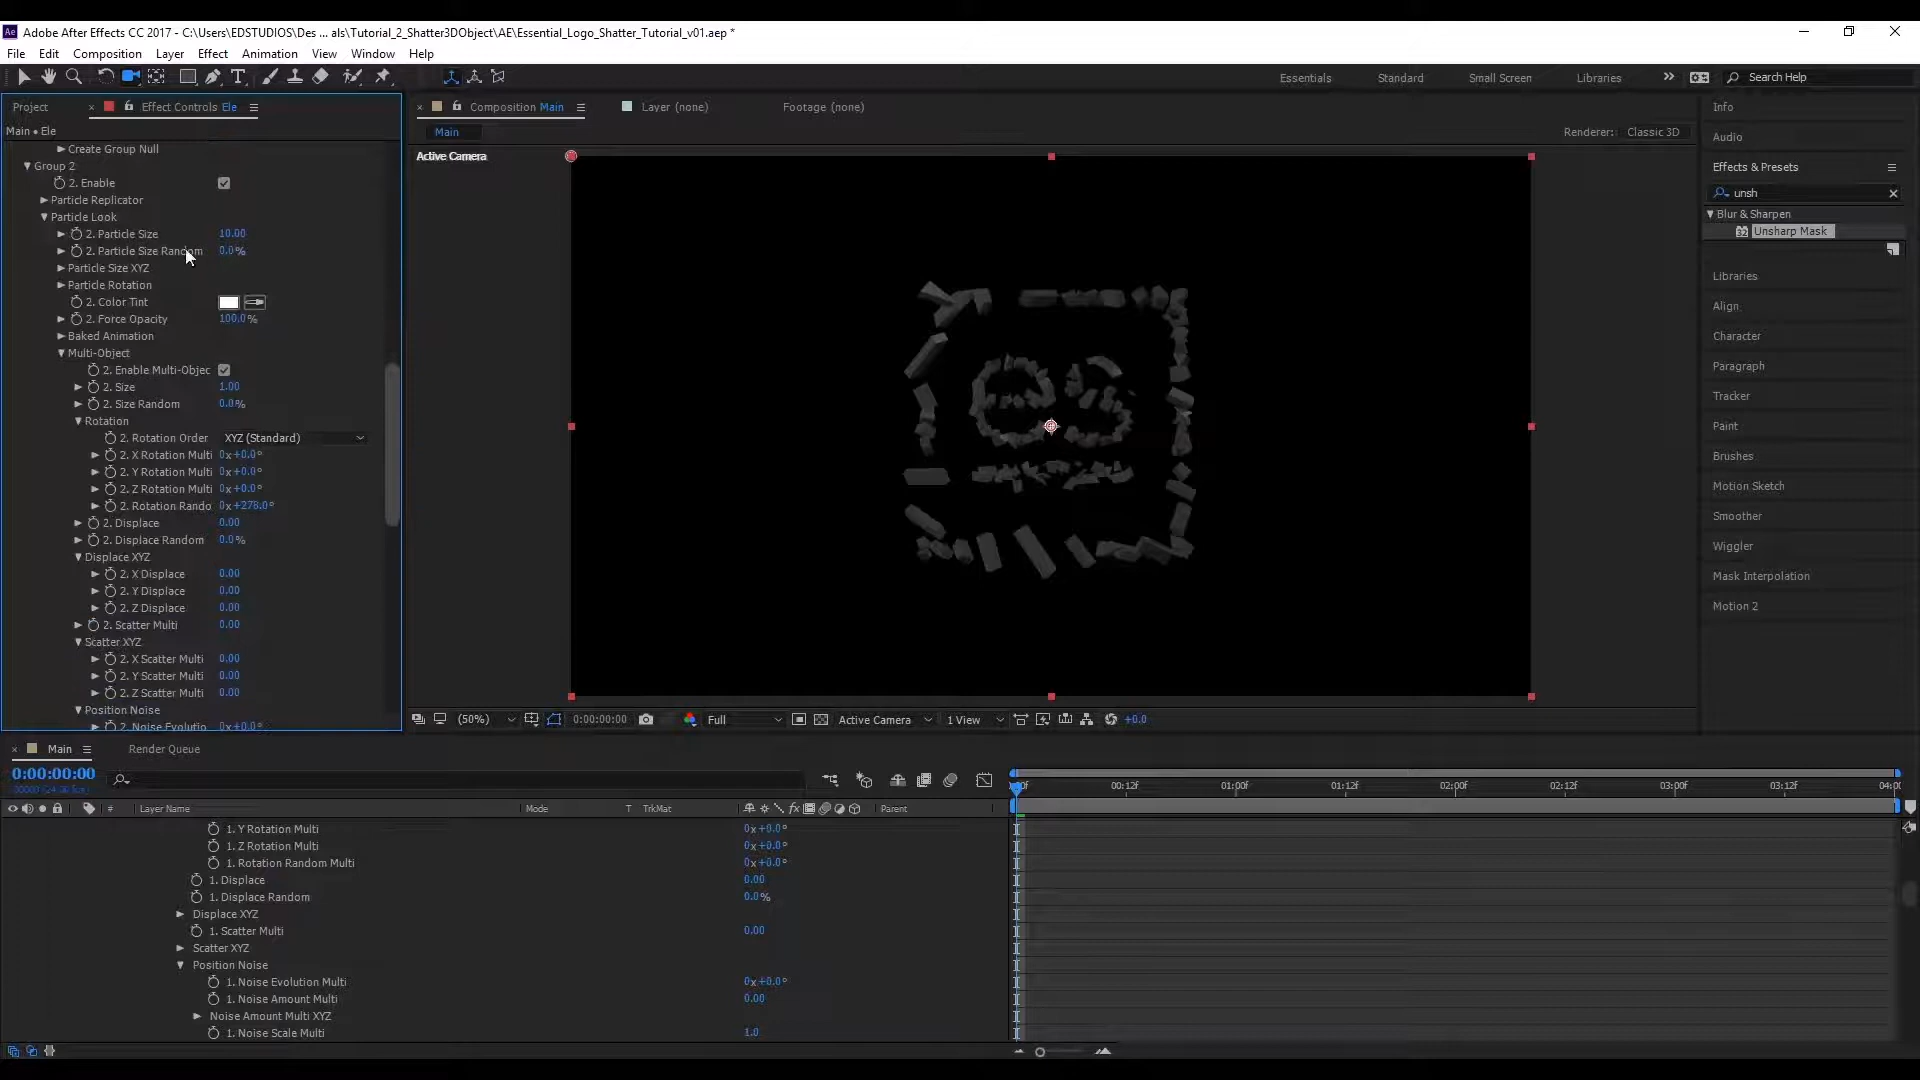 Adobe After Effects CC 2017 - C:\Users\EDSTUDIOS\Des ... als\Tutorial_2_Shatter3DObject\AE\Essential_Logo_Shatter_Tutorial_v01.aep *
File Edit Composition Layer Effect Animation View Window Help
Essentials Standard Small Screen Libraries Search Help
Project Effect Controls Ele
Composition Main Layer (none) Footage (none)
Main • Ele
Main
Renderer: Classic 3D
Active Camera
Create Group Null
Group 2
2. Enable
Particle Replicator
Particle Look
2. Particle Size 10.00
2. Particle Size Random 0.0%
Particle Size XYZ
Particle Rotation
2. Color Tint
2. Force Opacity 100.0%
Baked Animation
Multi-Object
2. Enable Multi-Objec
2. Size 1.00
2. Size Random 0.0%
Rotation
2. Rotation Order XYZ (Standard)
2. X Rotation Multi 0x+0.0°
2. Y Rotation Multi 0x+0.0°
2. Z Rotation Multi 0x+0.0°
2. Rotation Rando 0x+278.0°
2. Displace 0.00
2. Displace Random 0.0%
Displace XYZ
2. X Displace 0.00
2. Y Displace 0.00
2. Z Displace 0.00
2. Scatter Multi 0.00
Scatter XYZ
2. X Scatter Multi 0.00
2. Y Scatter Multi 0.00
2. Z Scatter Multi 0.00
Position Noise
2. Noise Evolutio 0x+0.0°
(50%) 0:00:00:00 Full Active Camera 1 View +0.0
Info
Audio
Effects & Presets
unsh
Blur & Sharpen
32 Unsharp Mask
Libraries
Align
Character
Paragraph
Tracker
Paint
Brushes
Motion Sketch
Smoother
Wiggler
Mask Interpolation
Motion 2
Main Render Queue
0:00:00:00
00:12f 01:00f 01:12f 02:00f 02:12f 03:00f 03:12f
# Layer Name Mode T TrkMat Parent
1. Y Rotation Multi 0x+0.0°
1. Z Rotation Multi 0x+0.0°
1. Rotation Random Multi 0x+0.0°
1. Displace 0.00
1. Displace Random 0.0%
Displace XYZ
1. Scatter Multi 0.00
Scatter XYZ
Position Noise
1. Noise Evolution Multi 0x+0.0°
1. Noise Amount Multi 0.00
Noise Amount Multi XYZ
1. Noise Scale Multi 1.0